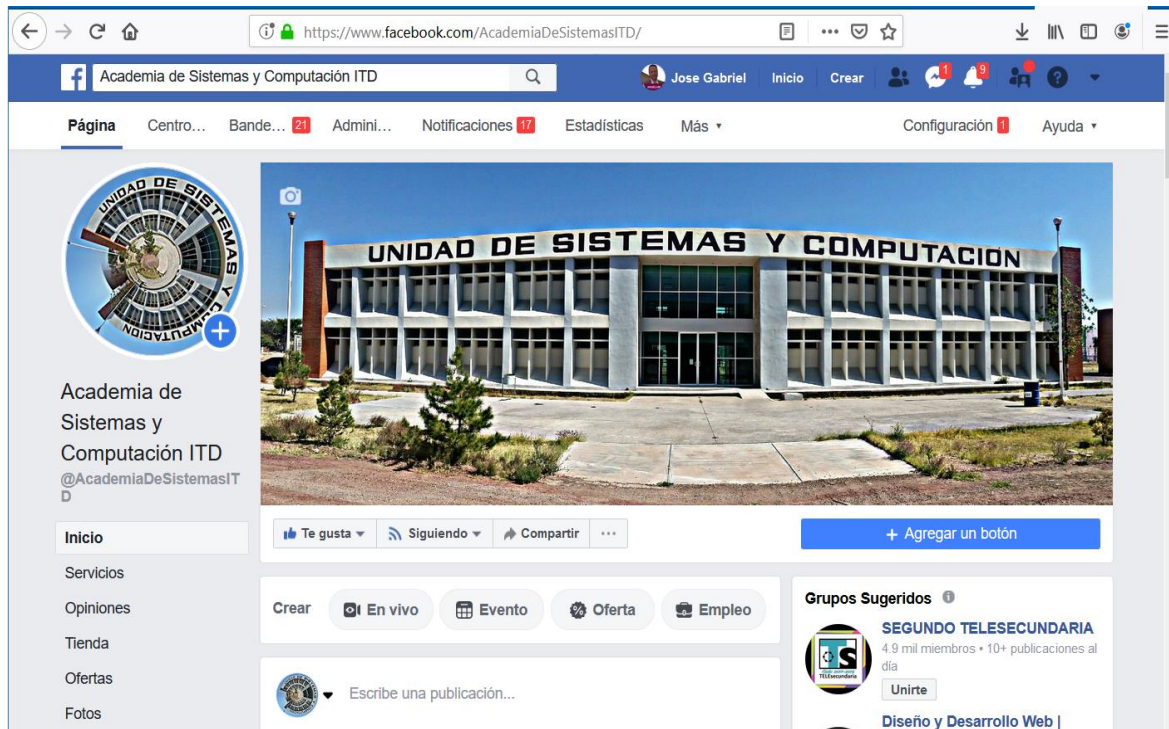 https://www.facebook.com/AcademiaDeSistemasITD/
Academia de Sistemas y Computación ITD
Jose Gabriel
Inicio
Crear
1
9
Página
Centro...
Bande... 21
Admini...
Notificaciones 17
Estadísticas
Más
Configuración 1
Ayuda
UNIDAD DE SISTEMAS Y COMPUTACION
UNIDAD DE SISTEMAS Y COMPUTACION
Academia de
Sistemas y
Computación ITD
@AcademiaDeSistemasIT
D
Inicio
Servicios
Opiniones
Tienda
Ofertas
Fotos
Te gusta
Siguiendo
Compartir
+ Agregar un botón
Crear
En vivo
Evento
Oferta
Empleo
Escribe una publicación...
Grupos Sugeridos
TS
TELEsecundaria
SEGUNDO TELESECUNDARIA
4.9 mil miembros • 10+ publicaciones al
día
Unirte
Diseño y Desarrollo Web |